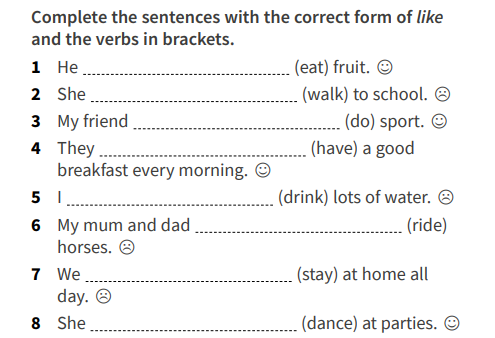 Complete the sentences with the correct form of like
and the verbs in brackets.
1 He ........................................ (eat) fruit. ☺
2 She ........................................ (walk) to school. ☹
3 My friend ........................................ (do) sport. ☺
4 They ........................................ (have) a good
breakfast every morning. ☺
5 I ........................................ (drink) lots of water. ☹
6 My mum and dad ........................................ (ride)
horses. ☹
7 We ........................................ (stay) at home all
day. ☹
8 She ........................................ (dance) at parties. ☺